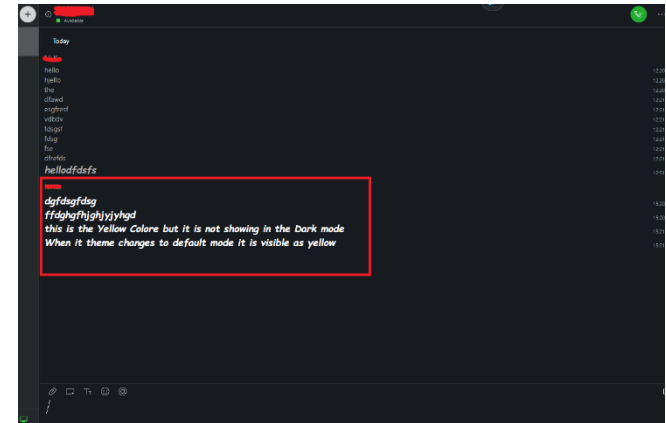 Available
Today
hello
hjello
the
dfawd
esgfresf
vdbdv
fdsgsf
fdsg
fse
dfrefds
hellodfdsfs
dgfdsgfdsg
ffdghgfhjghjyjyhgd
this is the Yellow Colore but it is not showing in the Dark mode
When it theme changes to default mode it is visible as yellow